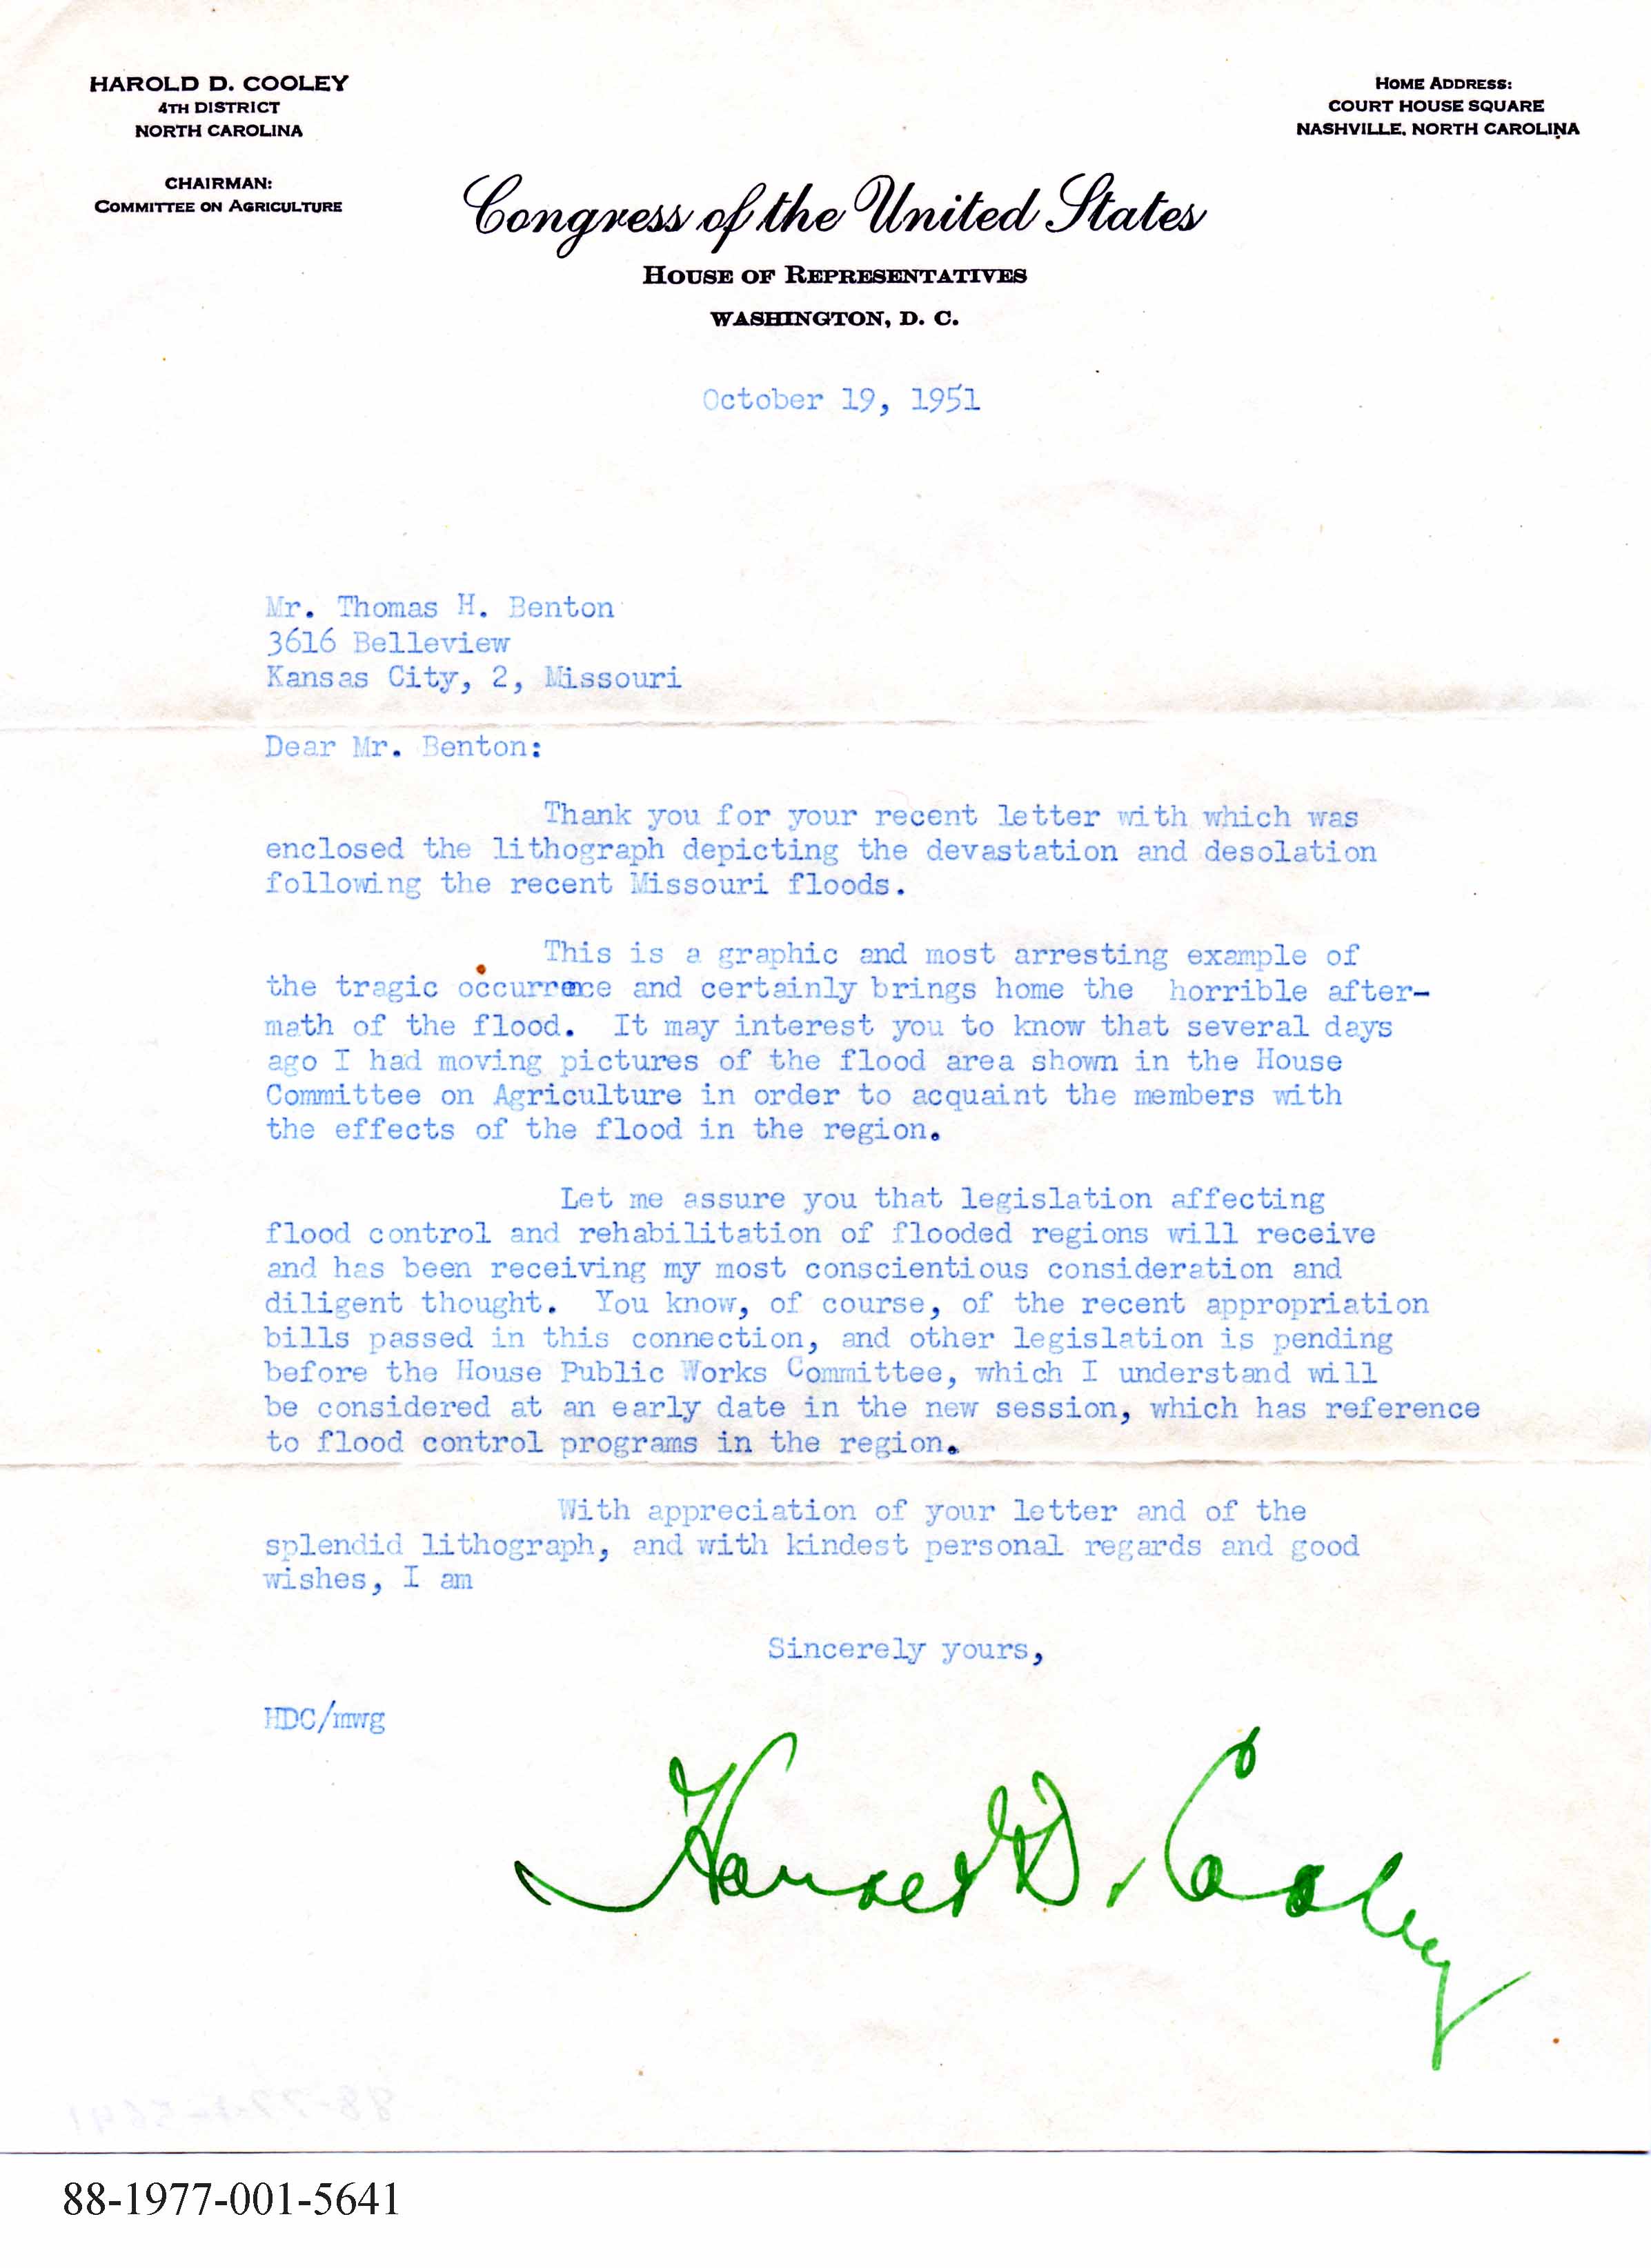 HAROLD D. COOLEY
4TH DISTRICT
NORTH CAROLINA
CHAIRMAN:
COMMITTEE ON AGRICULTURE
HOME ADDRESS:
COURT HOUSE SQUARE
NASHVILLE, NORTH CAROLINA
Congress of the United States
HOUSE OF REPRESENTATIVES
WASHINGTON, D. C.
October 19, 1951
Mr. Thomas H. Benton
3616 Belleview
Kansas City, 2, Missouri
Dear Mr. Benton:
Thank you for your recent letter with which was
enclosed the lithograph depicting the devastation and desolation
following the recent Missouri floods.
This is a graphic and most arresting example of
the tragic occurrence and certainly brings home the horrible after-
math of the flood. It may interest you to know that several days
ago I had moving pictures of the flood area shown in the House
Committee on Agriculture in order to acquaint the members with
the effects of the flood in the region.
Let me assure you that legislation affecting
flood control and rehabilitation of flooded regions will receive
and has been receiving my most conscientious consideration and
diligent thought. You know, of course, of the recent appropriation
bills passed in this connection, and other legislation is pending
before the House Public Works Committee, which I understand will
be considered at an early date in the new session, which has reference
to flood control programs in the region.
With appreciation of your letter and of the
splendid lithograph, and with kindest personal regards and good
wishes, I am
Sincerely yours,
HDC/mwg
Harold D. Cooley
88-1977-001-5641